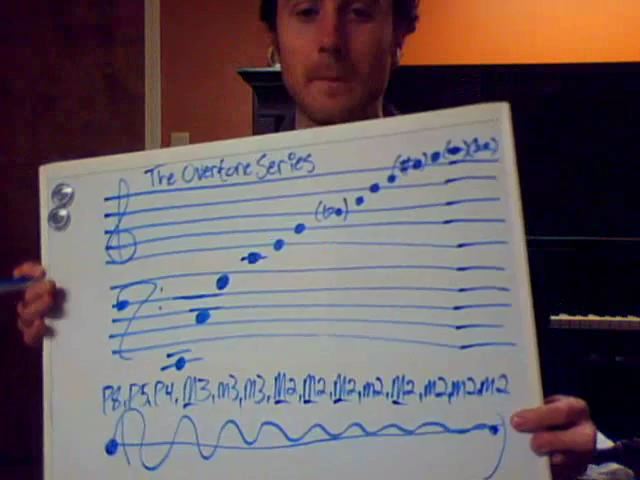 The Overtone Series
(b) (#) (b) (b)
P8, P5, P4, M3, m3, m3, M2, M2, M2, m2, M2, m2, m2, m2